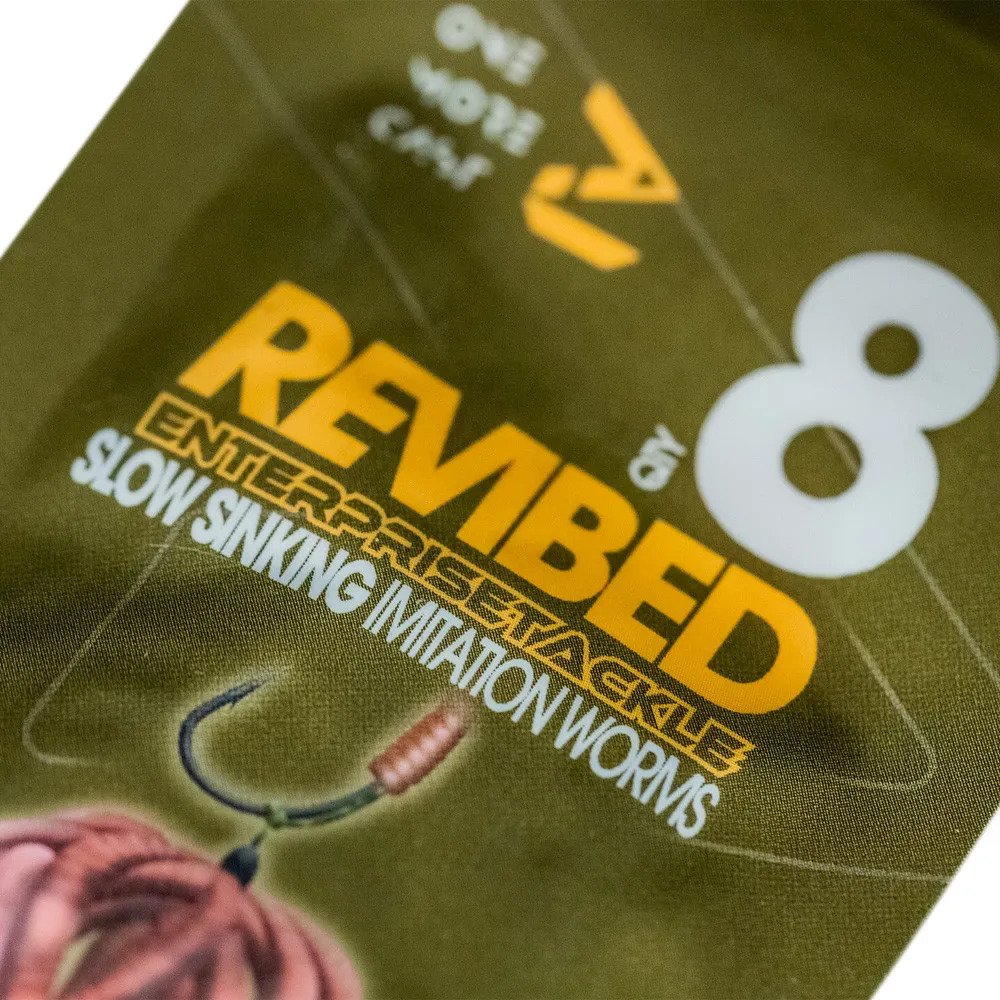 ONE
MORE
CAST
QTY
8
REVIBED
ENTERPRISETACKLE
SLOW SINKING IMITATION WORMS